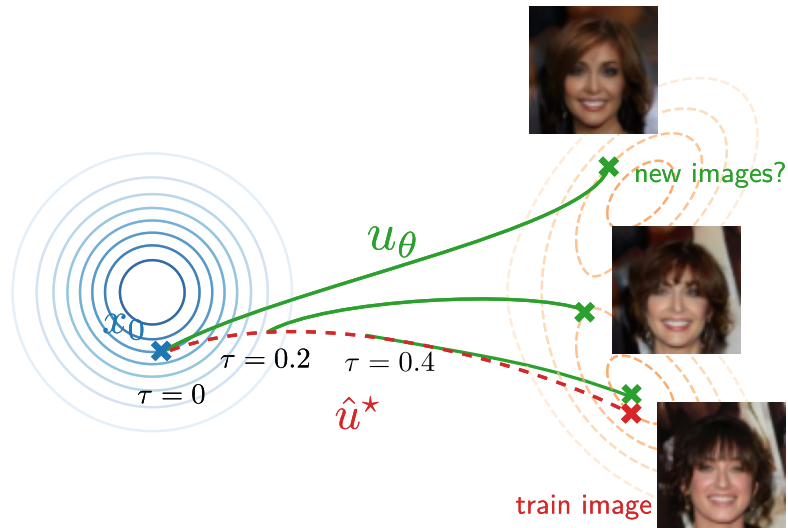 new images?
u_θ
x_0
τ = 0.2
τ = 0.4
τ = 0
û⋆
train image